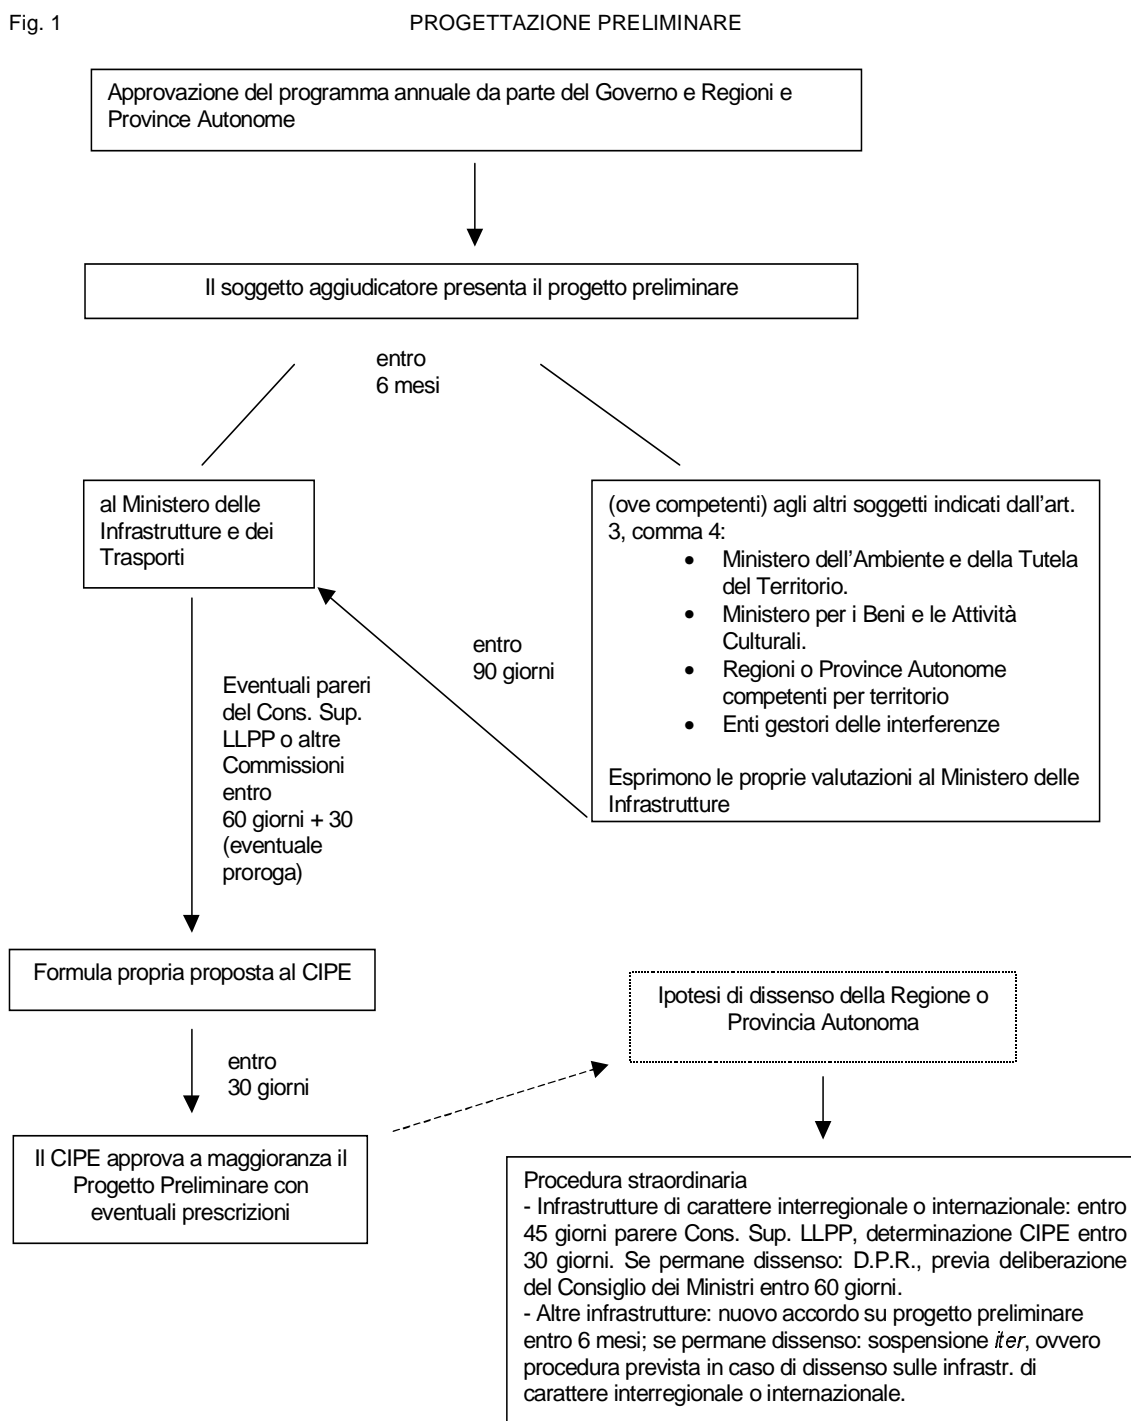 Fig. 1
PROGETTAZIONE PRELIMINARE
Approvazione del programma annuale da parte del Governo e Regioni e
Province Autonome
Il soggetto aggiudicatore presenta il progetto preliminare
entro
6 mesi
al Ministero delle
Infrastrutture e dei
Trasporti
(ove competenti) agli altri soggetti indicati dall’art.
3, comma 4:
• Ministero dell’Ambiente e della Tutela
del Territorio.
• Ministero per i Beni e le Attività
Culturali.
• Regioni o Province Autonome
competenti per territorio
• Enti gestori delle interferenze
Esprimono le proprie valutazioni al Ministero delle
Infrastrutture
entro
90 giorni
Eventuali pareri
del Cons. Sup.
LLPP o altre
Commissioni
entro
60 giorni + 30
(eventuale
proroga)
Formula propria proposta al CIPE
entro
30 giorni
Il CIPE approva a maggioranza il
Progetto Preliminare con
eventuali prescrizioni
Ipotesi di dissenso della Regione o
Provincia Autonoma
Procedura straordinaria
- Infrastrutture di carattere interregionale o internazionale: entro
45 giorni parere Cons. Sup. LLPP, determinazione CIPE entro
30 giorni. Se permane dissenso: D.P.R., previa deliberazione
del Consiglio dei Ministri entro 60 giorni.
- Altre infrastrutture: nuovo accordo su progetto preliminare
entro 6 mesi; se permane dissenso: sospensione iter, ovvero
procedura prevista in caso di dissenso sulle infrastr. di
carattere interregionale o internazionale.